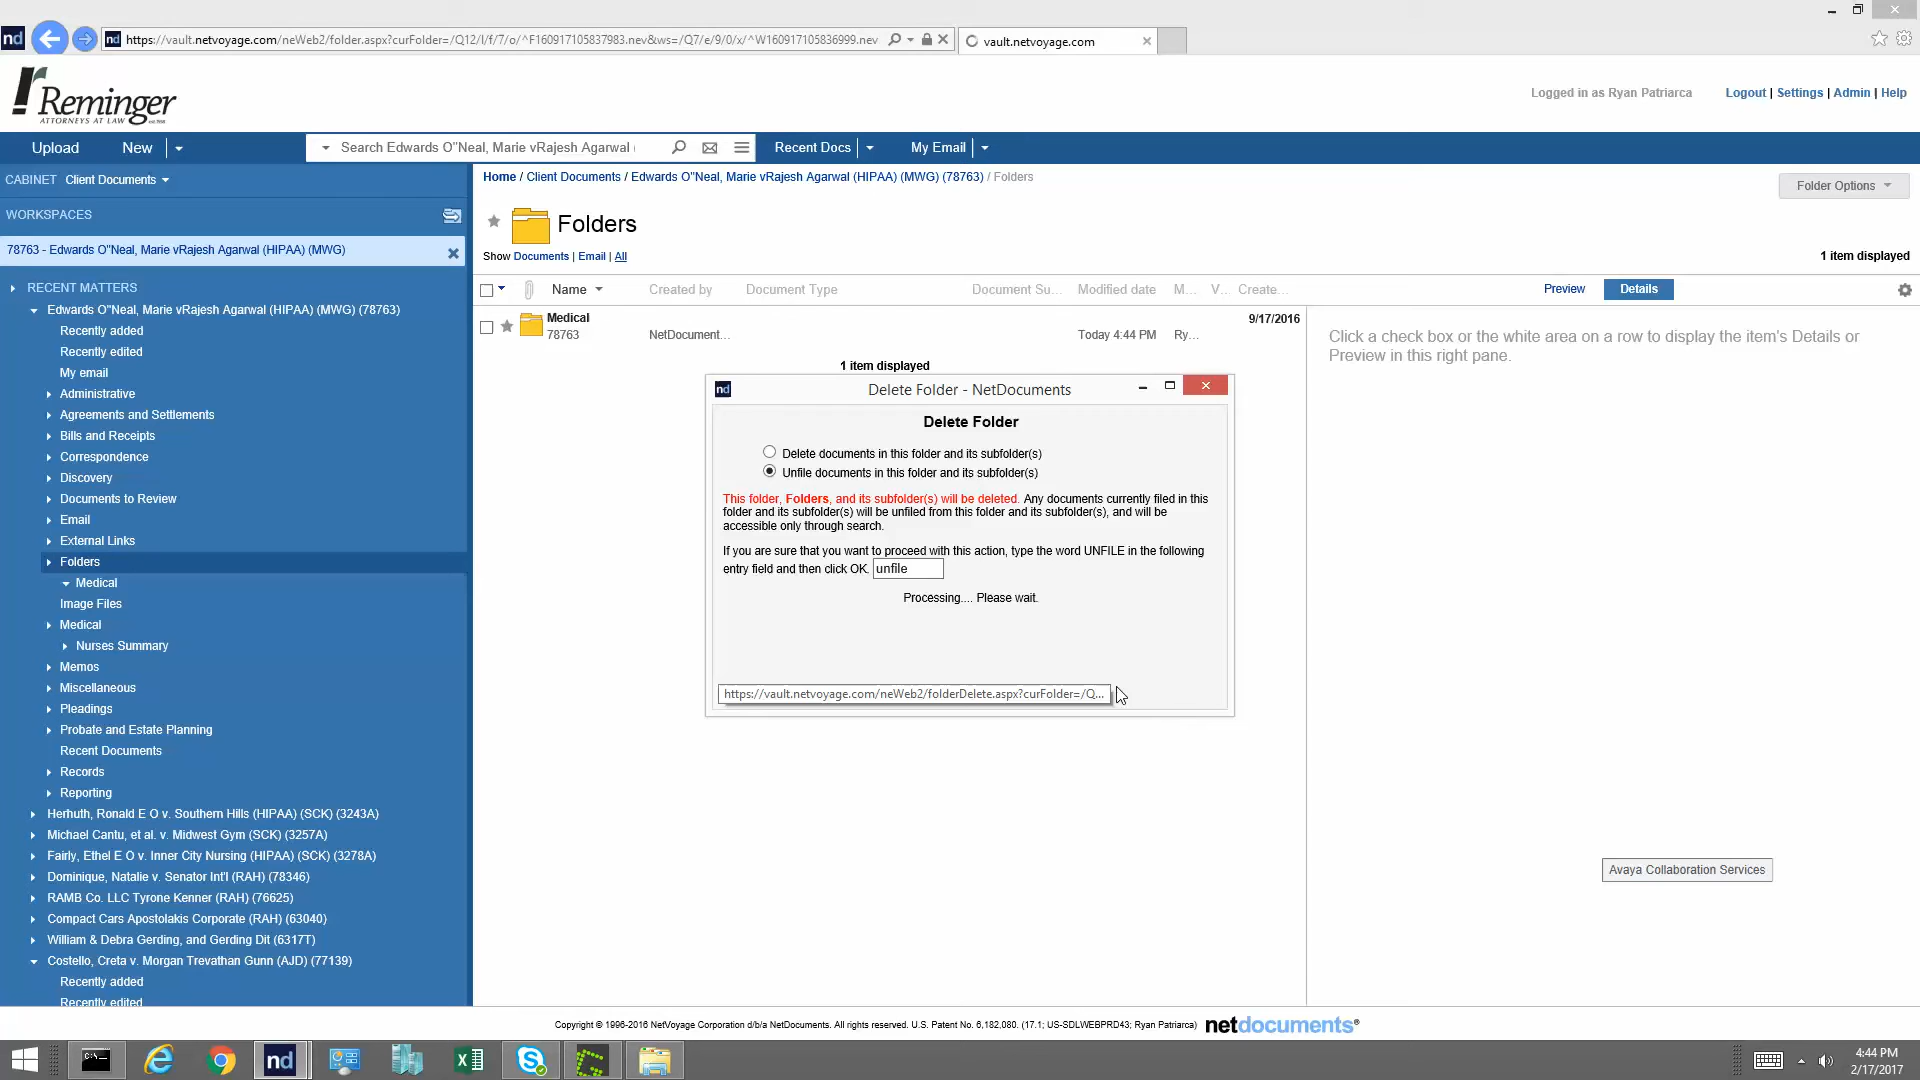 nd
nd https://vault.netvoyage.com/neWeb2/folder.aspx?curFolder=/Q12/l/f/7/o/^F160917105837983.nev&ws=/Q7/e/9/0/x/^W160917105836999.nev
vault.netvoyage.com
Reminger
ATTORNEYS AT LAW
Logged in as Ryan Patriarca
Logout | Settings | Admin | Help
Upload New
Search Edwards O"Neal, Marie vRajesh Agarwal (
Recent Docs
My Email
CABINET Client Documents
Home / Client Documents / Edwards O"Neal, Marie vRajesh Agarwal (HIPAA) (MWG) (78763) / Folders
Folder Options
WORKSPACES
Folders
78763 - Edwards O"Neal, Marie vRajesh Agarwal (HIPAA) (MWG)
Show Documents | Email | All
1 item displayed
RECENT MATTERS
Name Created by Document Type Document Su... Modified date M... V... Create...
Preview Details
Edwards O"Neal, Marie vRajesh Agarwal (HIPAA) (MWG) (78763)
Recently added
Recently edited
My email
Administrative
Agreements and Settlements
Bills and Receipts
Correspondence
Discovery
Documents to Review
Email
External Links
Folders
Medical
Image Files
Medical
Nurses Summary
Memos
Miscellaneous
Pleadings
Probate and Estate Planning
Recent Documents
Records
Reporting
Herhuth, Ronald E O v. Southern Hills (HIPAA) (SCK) (3243A)
Michael Cantu, et al. v. Midwest Gym (SCK) (3257A)
Fairly, Ethel E O v. Inner City Nursing (HIPAA) (SCK) (3278A)
Dominique, Natalie v. Senator Int'l (RAH) (78346)
RAMB Co. LLC Tyrone Kenner (RAH) (76625)
Compact Cars Apostolakis Corporate (RAH) (63040)
William & Debra Gerding, and Gerding Dit (6317T)
Costello, Creta v. Morgan Trevathan Gunn (AJD) (77139)
Recently added
Recently edited
Medical
78763
NetDocument...
Today 4:44 PM
Ry...
9/17/2016
1 item displayed
Click a check box or the white area on a row to display the item's Details or
Preview in this right pane.
nd Delete Folder - NetDocuments
Delete Folder
Delete documents in this folder and its subfolder(s)
Unfile documents in this folder and its subfolder(s)
This folder, Folders, and its subfolder(s) will be deleted. Any documents currently filed in this
folder and its subfolder(s) will be unfiled from this folder and its subfolder(s), and will be
accessible only through search.
If you are sure that you want to proceed with this action, type the word UNFILE in the following
entry field and then click OK. unfile
Processing.... Please wait.
https://vault.netvoyage.com/neWeb2/folderDelete.aspx?curFolder=/Q...
Avaya Collaboration Services
Copyright © 1996-2016 NetVoyage Corporation d/b/a NetDocuments. All rights reserved. U.S. Patent No. 6,182,080. (17.1; US-SDLWEBPRD43; Ryan Patriarca) netdocuments®
nd
4:44 PM
2/17/2017